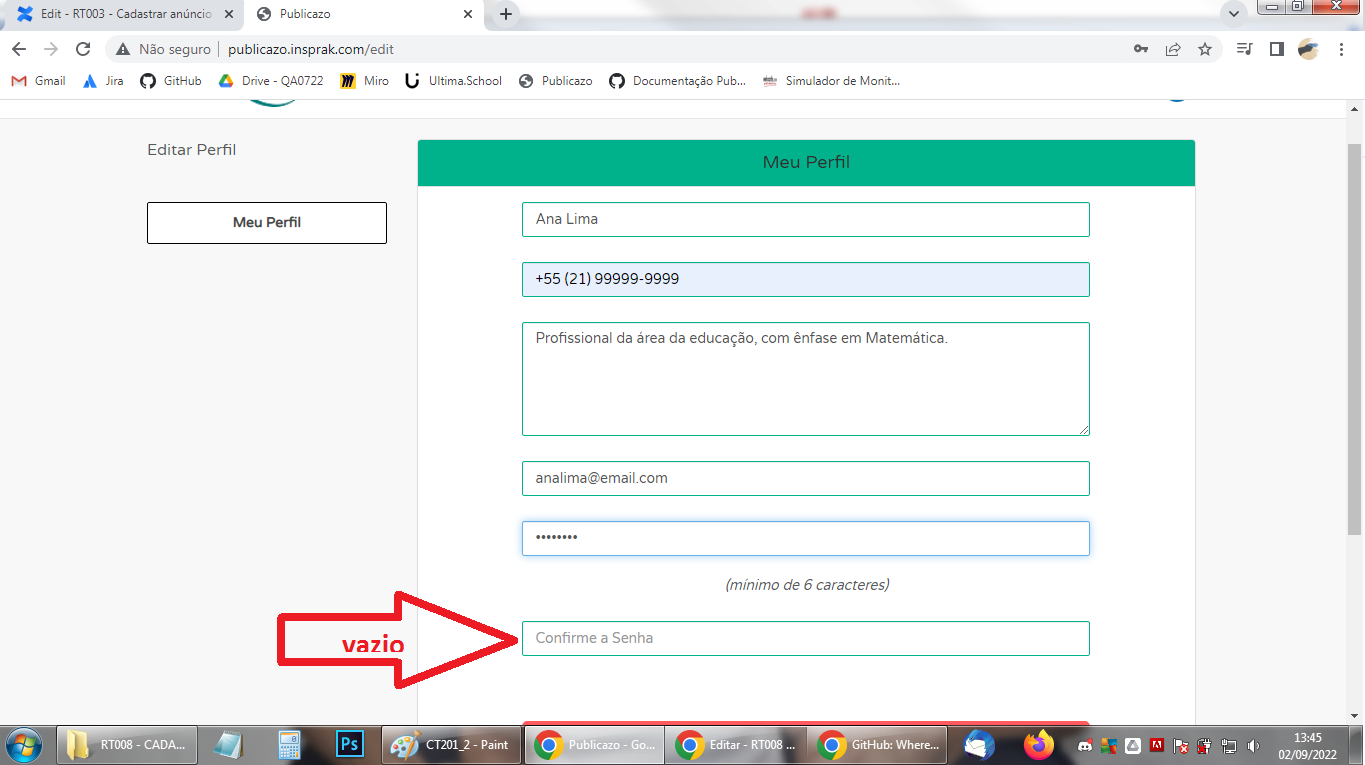 Edit - RT003 - Cadastrar anúncio
Publicazo
Não seguro
publicazo.insprak.com/edit
Gmail
Jira
GitHub
Drive - QA0722
Miro
Ultima.School
Publicazo
Documentação Pub...
Simulador de Monit...
Editar Perfil
Meu Perfil
Meu Perfil
Ana Lima
+55 (21) 99999-9999
Profissional da área da educação, com ênfase em Matemática.
analima@email.com
••••••••
(mínimo de 6 caracteres)
vazio
Confirme a Senha
RT008 - CADA...
Ps
CT201_2 - Paint
Publicazo - Go...
Editar - RT008 ...
GitHub: Where...
13:45
02/09/2022